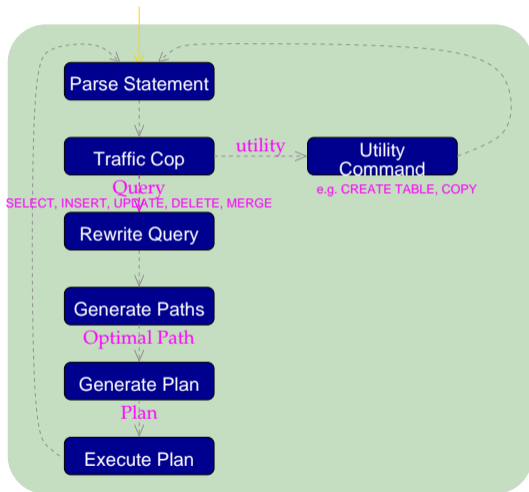 Parse Statement
Traffic Cop
utility
Utility
Command
e.g. CREATE TABLE, COPY
Query
SELECT, INSERT, UPDATE, DELETE, MERGE
Rewrite Query
Generate Paths
Optimal Path
Generate Plan
Plan
Execute Plan